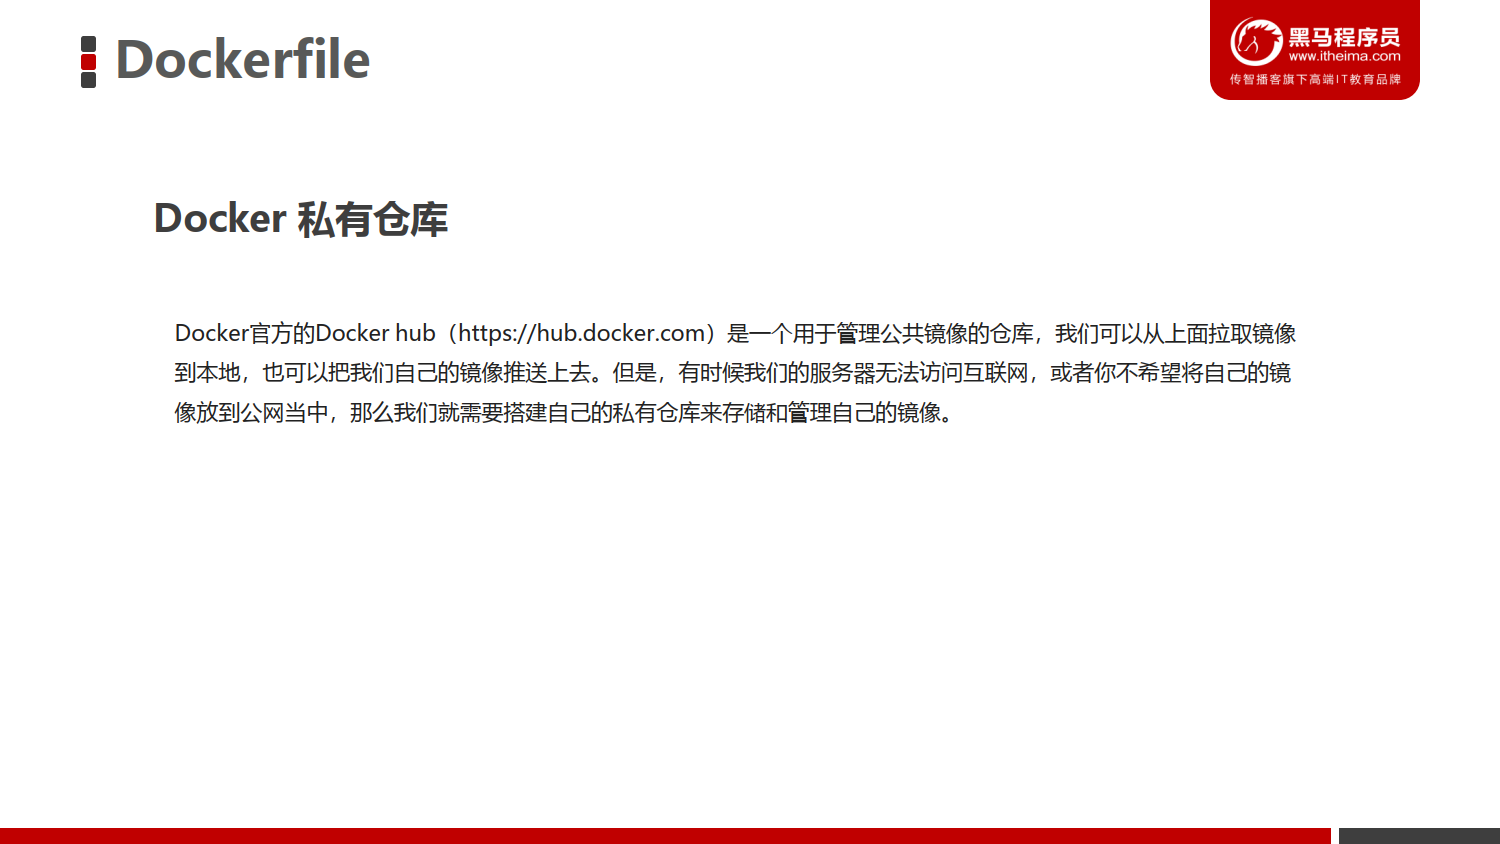 Dockerfile
黑马程序员
www.itheima.com
传智播客旗下高端IT教育品牌
Docker 私有仓库
Docker官方的Docker hub（https://hub.docker.com）是一个用于管理公共镜像的仓库，我们可以从上面拉取镜像
到本地，也可以把我们自己的镜像推送上去。但是，有时候我们的服务器无法访问互联网，或者你不希望将自己的镜
像放到公网当中，那么我们就需要搭建自己的私有仓库来存储和管理自己的镜像。